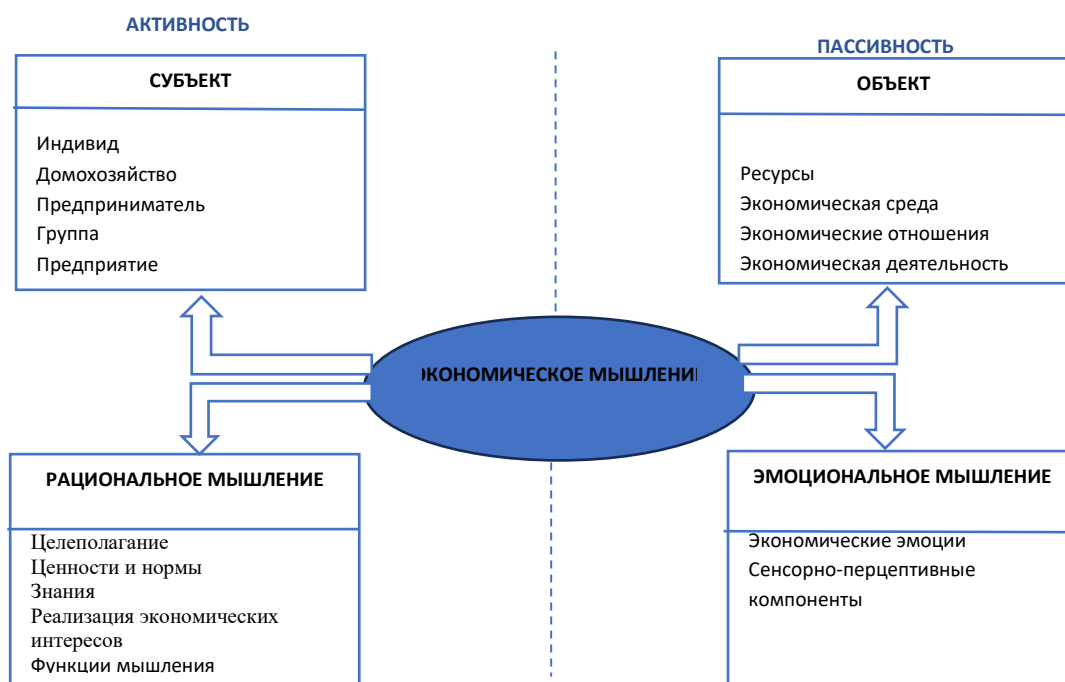 АКТИВНОСТЬ
ПАССИВНОСТЬ
СУБЪЕКТ
Индивид
Домохозяйство
Предприниматель
Группа
Предприятие
ОБЪЕКТ
Ресурсы
Экономическая среда
Экономические отношения
Экономическая деятельность
ЭКОНОМИЧЕСКОЕ МЫШЛЕНИЕ
РАЦИОНАЛЬНОЕ МЫШЛЕНИЕ
Целеполагание
Ценности и нормы
Знания
Реализация экономических
интересов
Функции мышления
ЭМОЦИОНАЛЬНОЕ МЫШЛЕНИЕ
Экономические эмоции
Сенсорно-перцептивные
компоненты